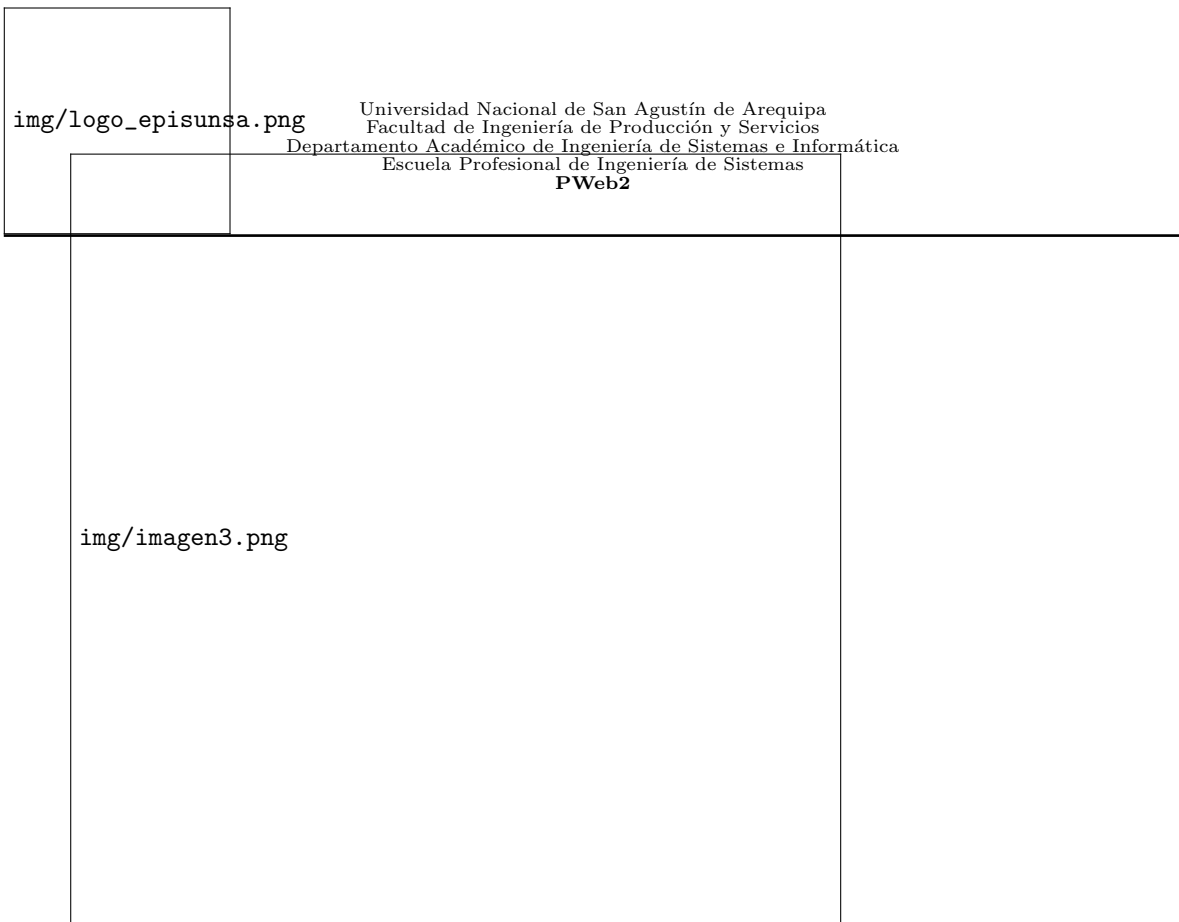 img/logo_episunsa.png
Universidad Nacional de San Agustín de Arequipa
Facultad de Ingeniería de Producción y Servicios
Departamento Académico de Ingeniería de Sistemas e Informática
Escuela Profesional de Ingeniería de Sistemas
PWeb2
img/imagen3.png